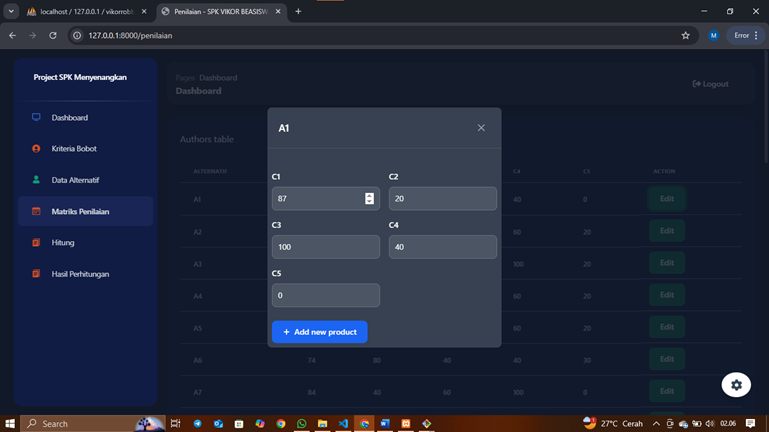 localhost / 127.0.0.1 / vikorrobb
Penilaian - SPK VIKOR BEASISW
127.0.0.1:8000/penilaian
M
Error
Project SPK Menyenangkan
Dashboard
Kriteria Bobot
Data Alternatif
Matriks Penilaian
Hitung
Hasil Perhitungan
Pages Dashboard
Dashboard
Logout
Authors table
ALTERNATIF C4 C5 ACTION
A1 40 0 Edit
A2 60 20 Edit
A3 100 20 Edit
A4 60 20 Edit
A5 60 20 Edit
A6 74 80 40 40 30 Edit
A7 84 40 60 100 0 Edit
A1
C1 C2
87 20
C3 C4
100 40
C5
0
+ Add new product
Search
27°C Cerah
02.06